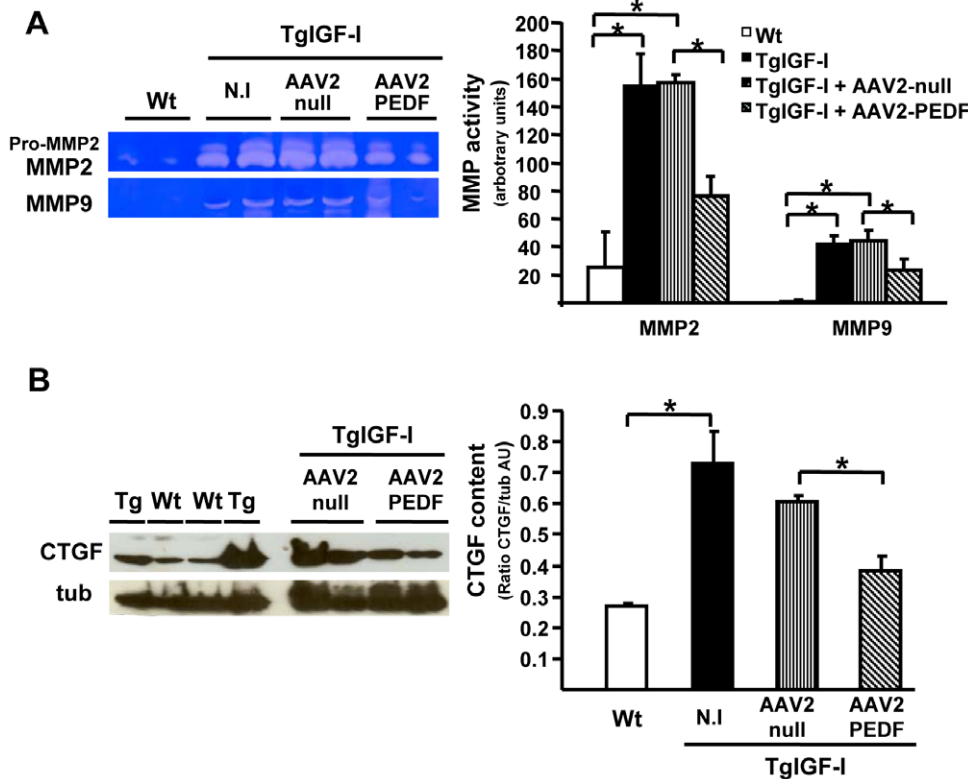 A
TgIGF-I
Wt
N.I
AAV2
null
AAV2
PEDF
Pro-MMP2
MMP2
MMP9
MMP activity
(arbotrary units)
200
180
160
140
120
100
80
60
40
20
* * *
* * *
MMP2
MMP9
Wt
TgIGF-I
TgIGF-I + AAV2-null
TgIGF-I + AAV2-PEDF
B
TgIGF-I
AAV2
null
AAV2
PEDF
Tg Wt Wt Tg
CTGF
tub
CTGF content
(Ratio CTGF/tub AU)
0.9
0.8
0.7
0.6
0.5
0.4
0.3
0.2
0.1
*
*
Wt
N.I
AAV2
null
AAV2
PEDF
TgIGF-I